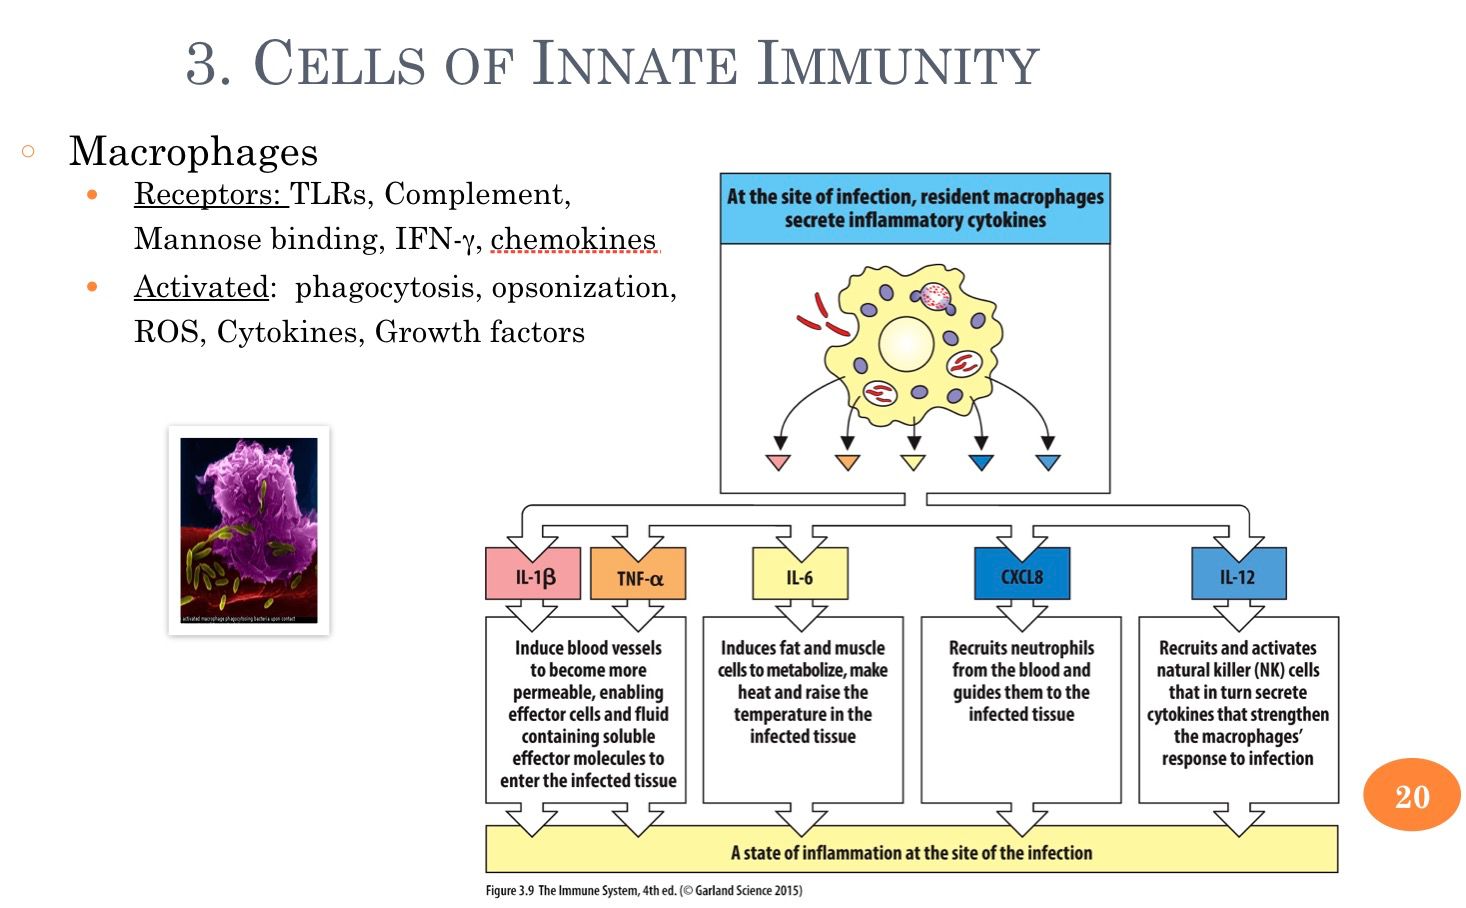 3. CELLS OF INNATE IMMUNITY
Macrophages
Receptors: TLRs, Complement,
Mannose binding, IFN-γ, chemokines
Activated:  phagocytosis, opsonization,
ROS, Cytokines, Growth factors
activated macrophage phagocytosing bacteria upon contact
At the site of infection, resident macrophages
secrete inflammatory cytokines
IL-1β
TNF-α
IL-6
CXCL8
IL-12
Induce blood vessels
to become more
permeable, enabling
effector cells and fluid
containing soluble
effector molecules to
enter the infected tissue
Induces fat and muscle
cells to metabolize, make
heat and raise the
temperature in the
infected tissue
Recruits neutrophils
from the blood and
guides them to the
infected tissue
Recruits and activates
natural killer (NK) cells
that in turn secrete
cytokines that strengthen
the macrophages’
response to infection
A state of inflammation at the site of the infection
Figure 3.9 The Immune System, 4th ed. (© Garland Science 2015)
20